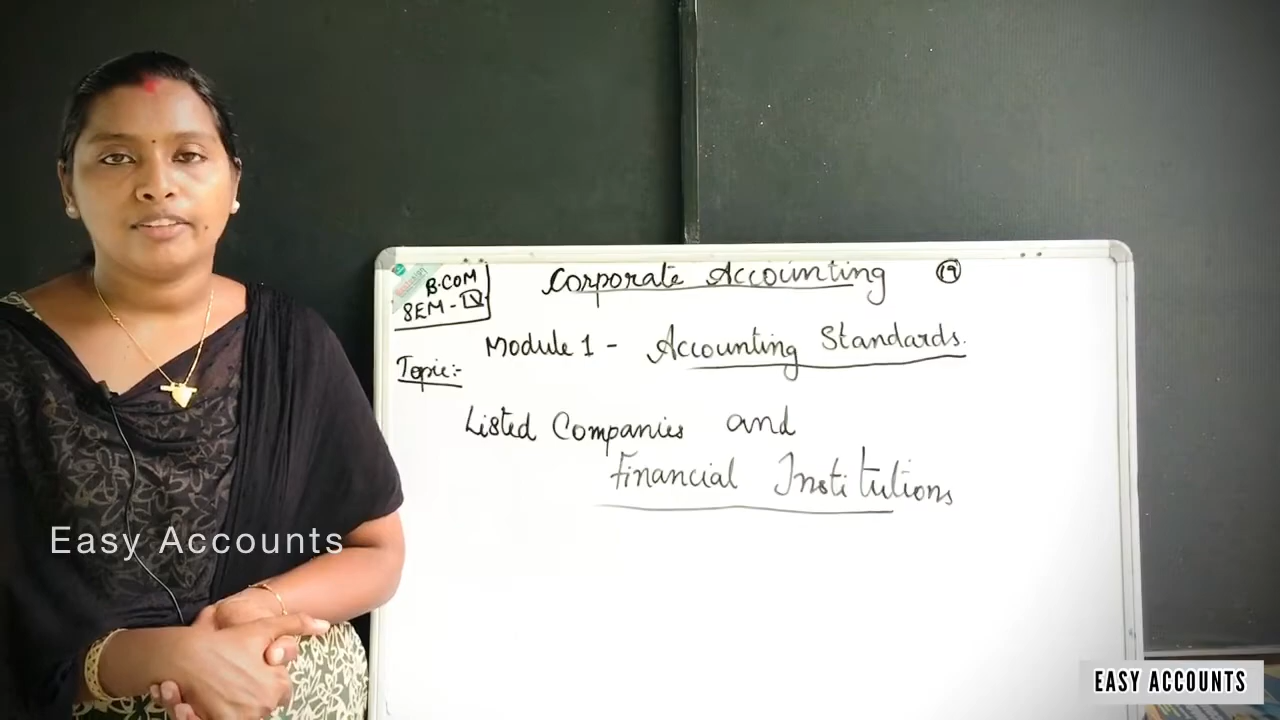 B.COM
SEM - IV
Corporate Accounting
19
Module 1 - Accounting Standards.
Topic:-
Listed Companies and
Financial Institutions
Easy Accounts
EASY ACCOUNTS